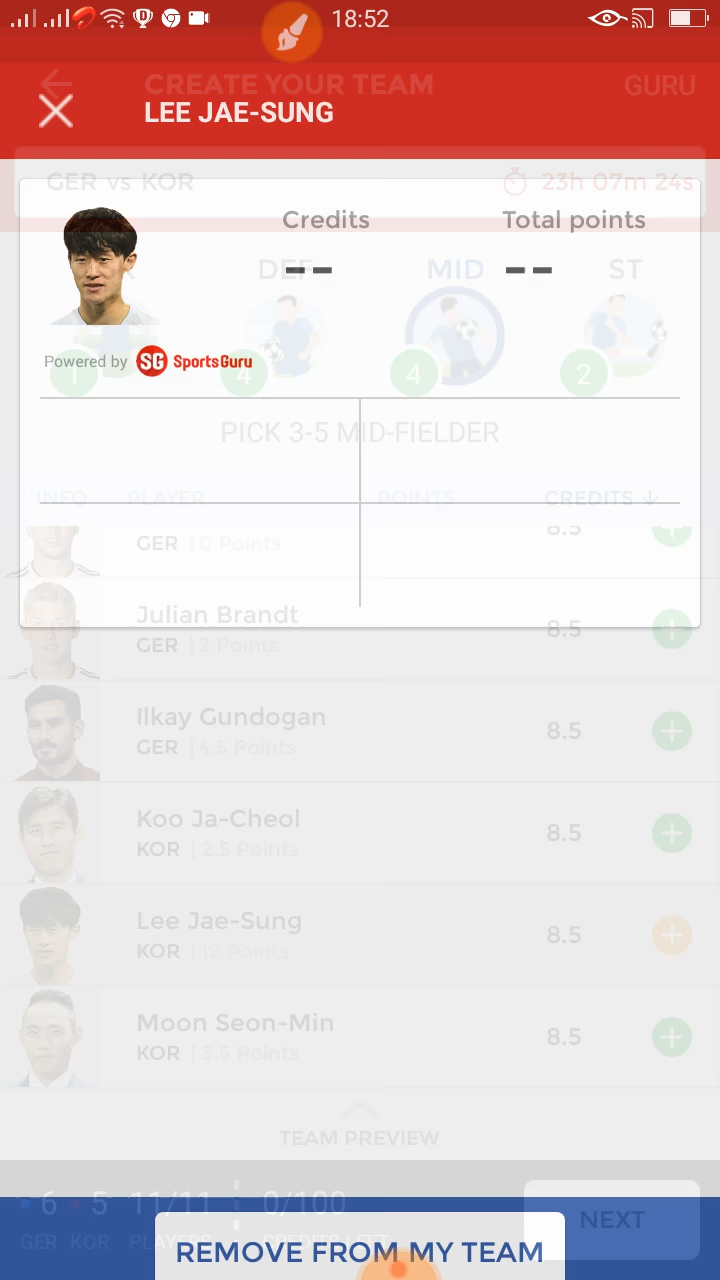 18:52
CREATE YOUR TEAM
GURU
LEE JAE-SUNG
GER vs KOR
23h 07m 24s
Credits
Total points
-- --
DEF
MID
ST
Powered by SG SportsGuru
1
4
4
2
PICK 3-5 MID-FIELDER
INFO PLAYER POINTS CREDITS ↓
GER | 0 Points
8.5
Julian Brandt
GER | 2 Points
8.5
Ilkay Gundogan
GER | 4.5 Points
8.5
Koo Ja-Cheol
KOR | 2.5 Points
8.5
Lee Jae-Sung
KOR | 12 Points
8.5
Moon Seon-Min
KOR | 3.5 Points
8.5
TEAM PREVIEW
6 5 11/11 0/100
GER KOR
NEXT
REMOVE FROM MY TEAM